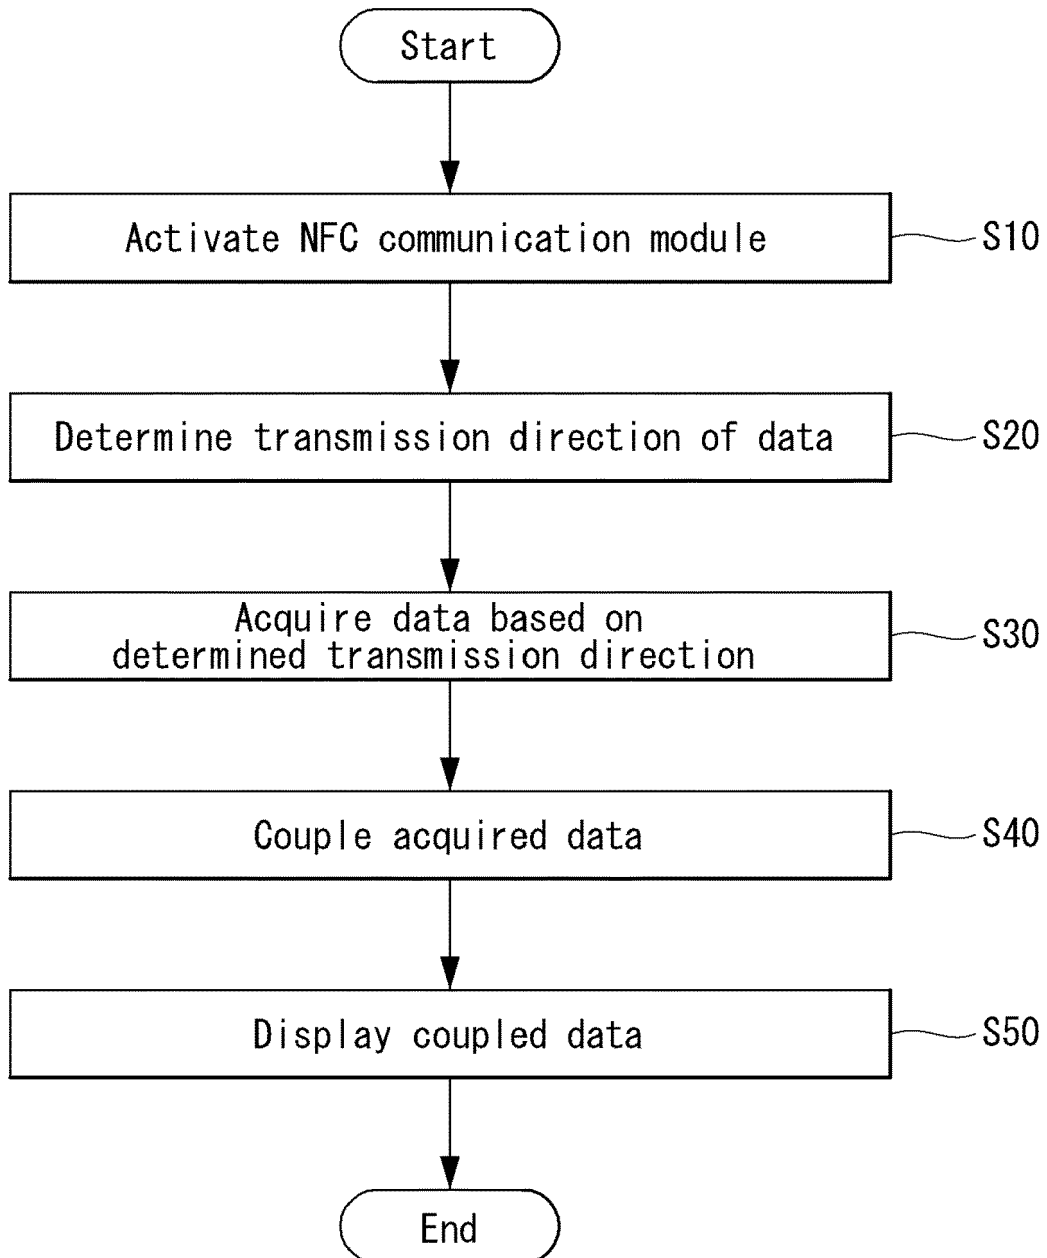 Start
Activate NFC communication module
S10
Determine transmission direction of data
S20
Acquire data based on
determined transmission direction
S30
Couple acquired data
S40
Display coupled data
S50
End